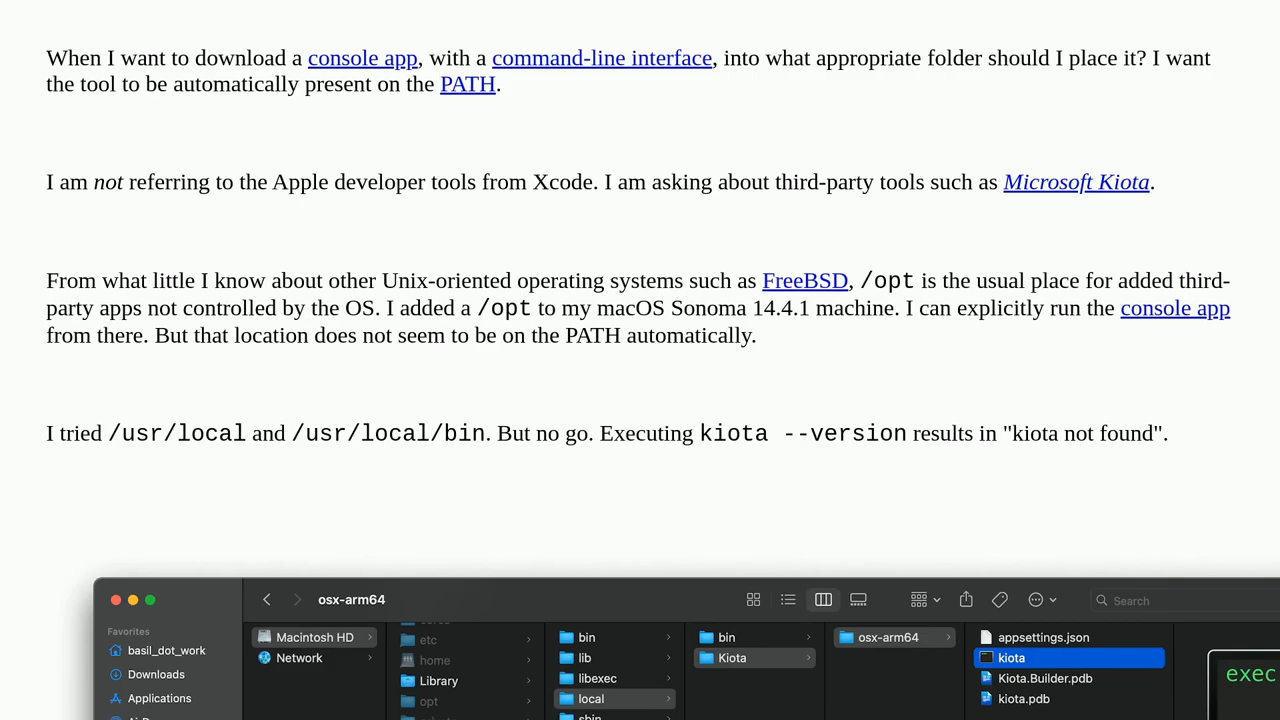 When I want to download a console app, with a command-line interface, into what appropriate folder should I place it? I want
the tool to be automatically present on the PATH.
I am not referring to the Apple developer tools from Xcode. I am asking about third-party tools such as Microsoft Kiota.
From what little I know about other Unix-oriented operating systems such as FreeBSD, /opt is the usual place for added third-
party apps not controlled by the OS. I added a /opt to my macOS Sonoma 14.4.1 machine. I can explicitly run the console app
from there. But that location does not seem to be on the PATH automatically.
I tried /usr/local and /usr/local/bin. But no go. Executing kiota --version results in "kiota not found".
osx-arm64
Search
Favorites
basil_dot_work
Downloads
Applications
Macintosh HD
Network
etc
home
Library
opt
bin
lib
libexec
local
sbin
bin
Kiota
osx-arm64
appsettings.json
kiota
Kiota.Builder.pdb
kiota.pdb
exec